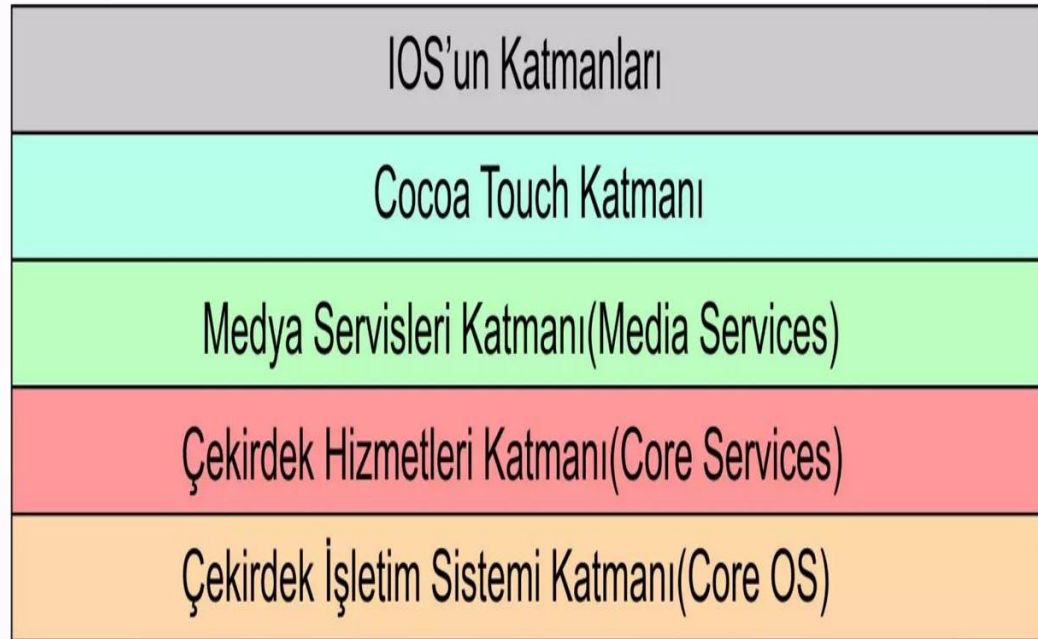 IOS’un Katmanları
Cocoa Touch Katmanı
Medya Servisleri Katmanı(Media Services)
Çekirdek Hizmetleri Katmanı(Core Services)
Çekirdek İşletim Sistemi Katmanı(Core OS)